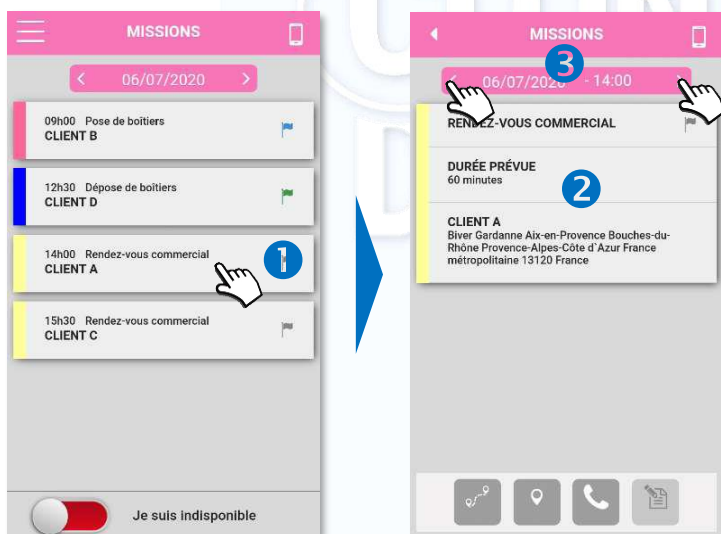 MISSIONS
06/07/2020
09h00 Pose de boîtiers
CLIENT B
12h30 Dépose de boîtiers
CLIENT D
14h00 Rendez-vous commercial
CLIENT A
1
15h30 Rendez-vous commercial
CLIENT C
Je suis indisponible
MISSIONS
3
06/07/2020 - 14:00
RENDEZ-VOUS COMMERCIAL
DURÉE PRÉVUE
60 minutes
2
CLIENT A
Biver Gardanne Aix-en-Provence Bouches-du-
Rhône Provence-Alpes-Côte d`Azur France
métropolitaine 13120 France